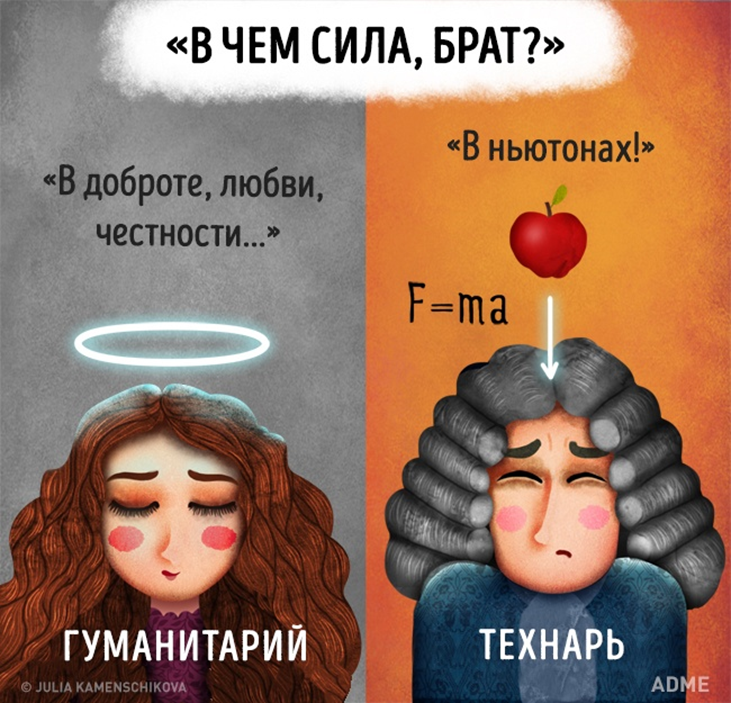 «В ЧЕМ СИЛА, БРАТ?»
«В доброте, любви,
честности...»
«В ньютонах!»
F=ma
ГУМАНИТАРИЙ
ТЕХНАРЬ
© JULIA KAMENSCHIKOVA
ADME